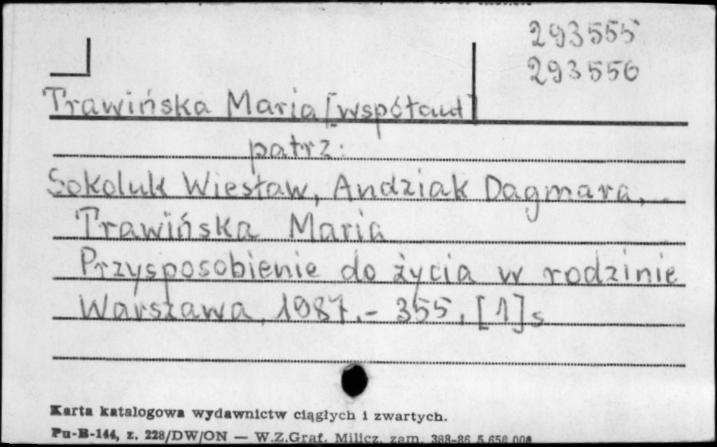 293555
293556
Trawińska Maria [współaut]
patrz:
Sokoluk Wiesław, Andziak Dagmara,
Trawińska Maria
Przysposobienie do życia w rodzinie
Warszawa, 1987.- 355, [1] s
Karta katalogowa wydawnictw ciągłych i zwartych.
Pu-B-144, z. 228/DW/ON — W.Z.Graf. Milicz, zam. 388-86 5.650.000